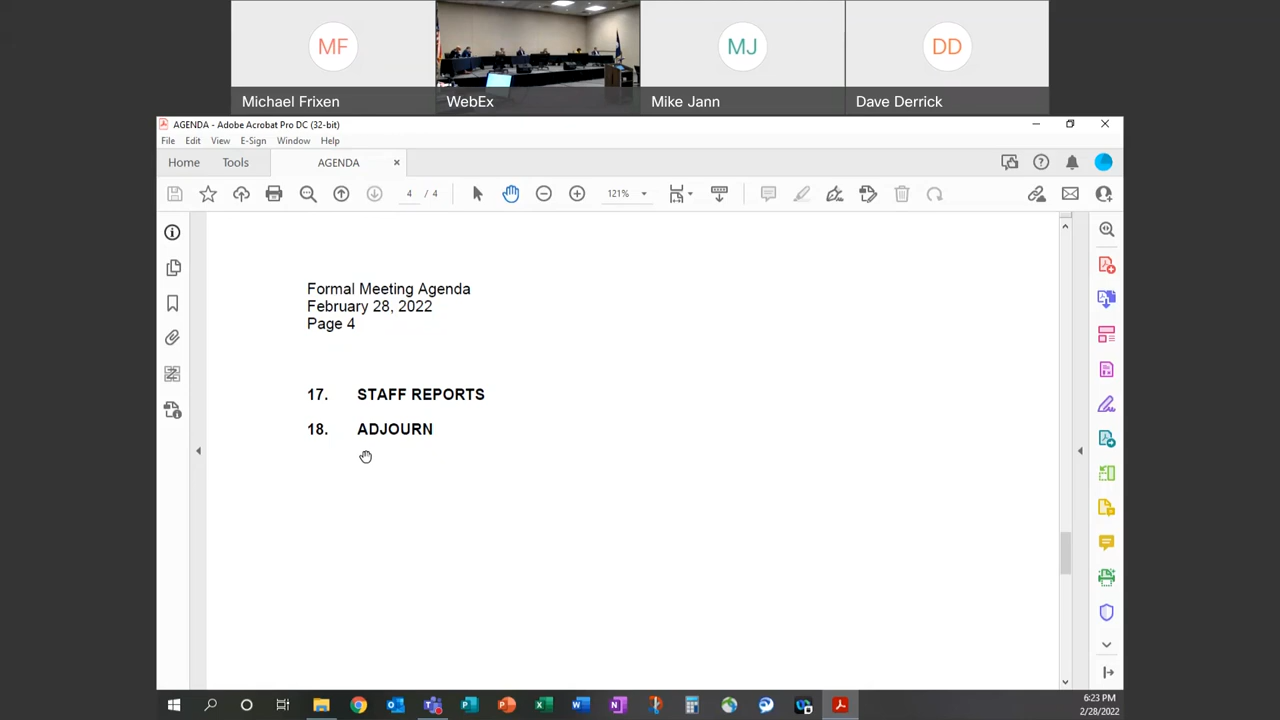 MF
MJ
DD
Michael Frixen
WebEx
Mike Jann
Dave Derrick
AGENDA - Adobe Acrobat Pro DC (32-bit)
File Edit View E-Sign Window Help
Home Tools AGENDA
4 / 4 121%
Formal Meeting Agenda
February 28, 2022
Page 4
17. STAFF REPORTS
18. ADJOURN
6:23 PM
2/28/2022